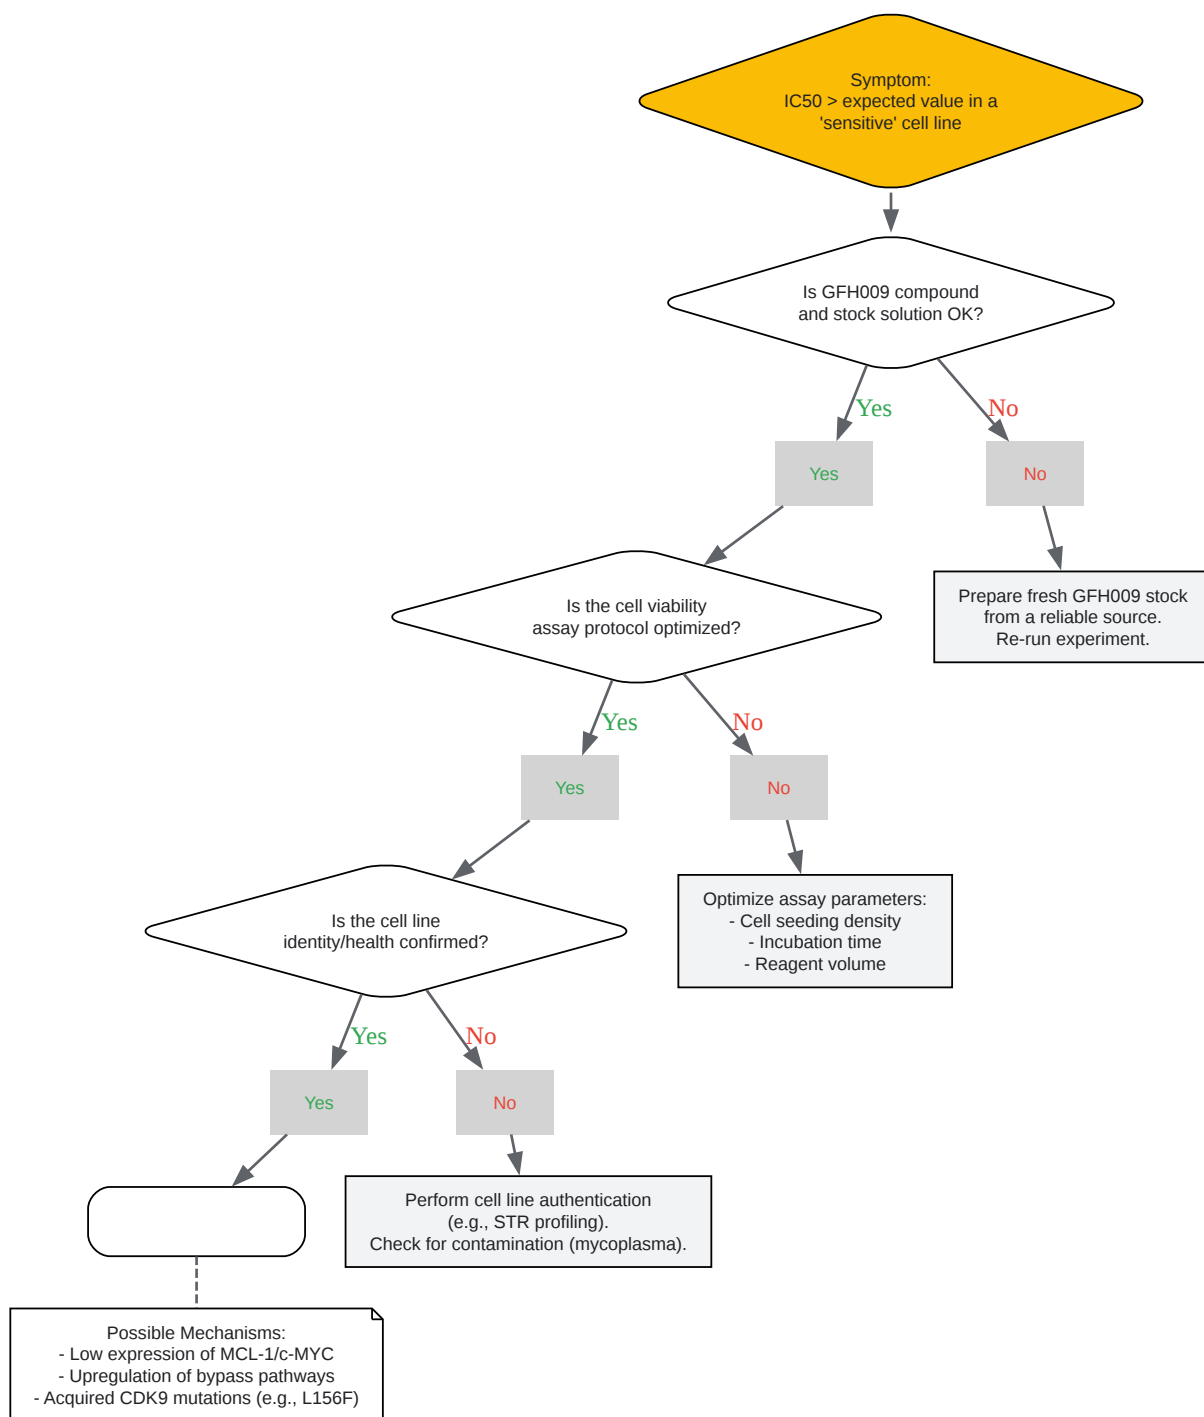 Symptom:
IC50 > expected value in a
'sensitive' cell line
Is GFH009 compound
and stock solution OK?
Yes
No
Yes
No
Prepare fresh GFH009 stock
from a reliable source.
Re-run experiment.
Is the cell viability
assay protocol optimized?
Yes
No
Yes
No
Optimize assay parameters:
- Cell seeding density
- Incubation time
- Reagent volume
Is the cell line
identity/health confirmed?
Yes
No
Yes
No
Perform cell line authentication
(e.g., STR profiling).
Check for contamination (mycoplasma).
Possible Mechanisms:
- Low expression of MCL-1/c-MYC
- Upregulation of bypass pathways
- Acquired CDK9 mutations (e.g., L156F)